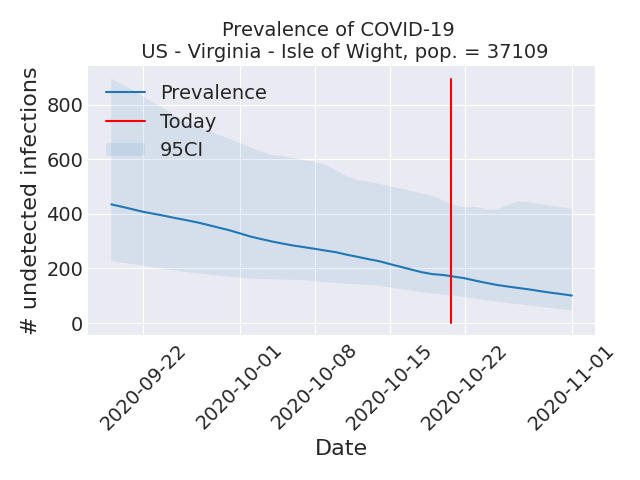 Prevalence of COVID-19
US - Virginia - Isle of Wight, pop. = 37109
# undetected infections
800
600
400
200
0
Prevalence
Today
95CI
2020-09-22
2020-10-01
2020-10-08
2020-10-15
2020-10-22
2020-11-01
Date